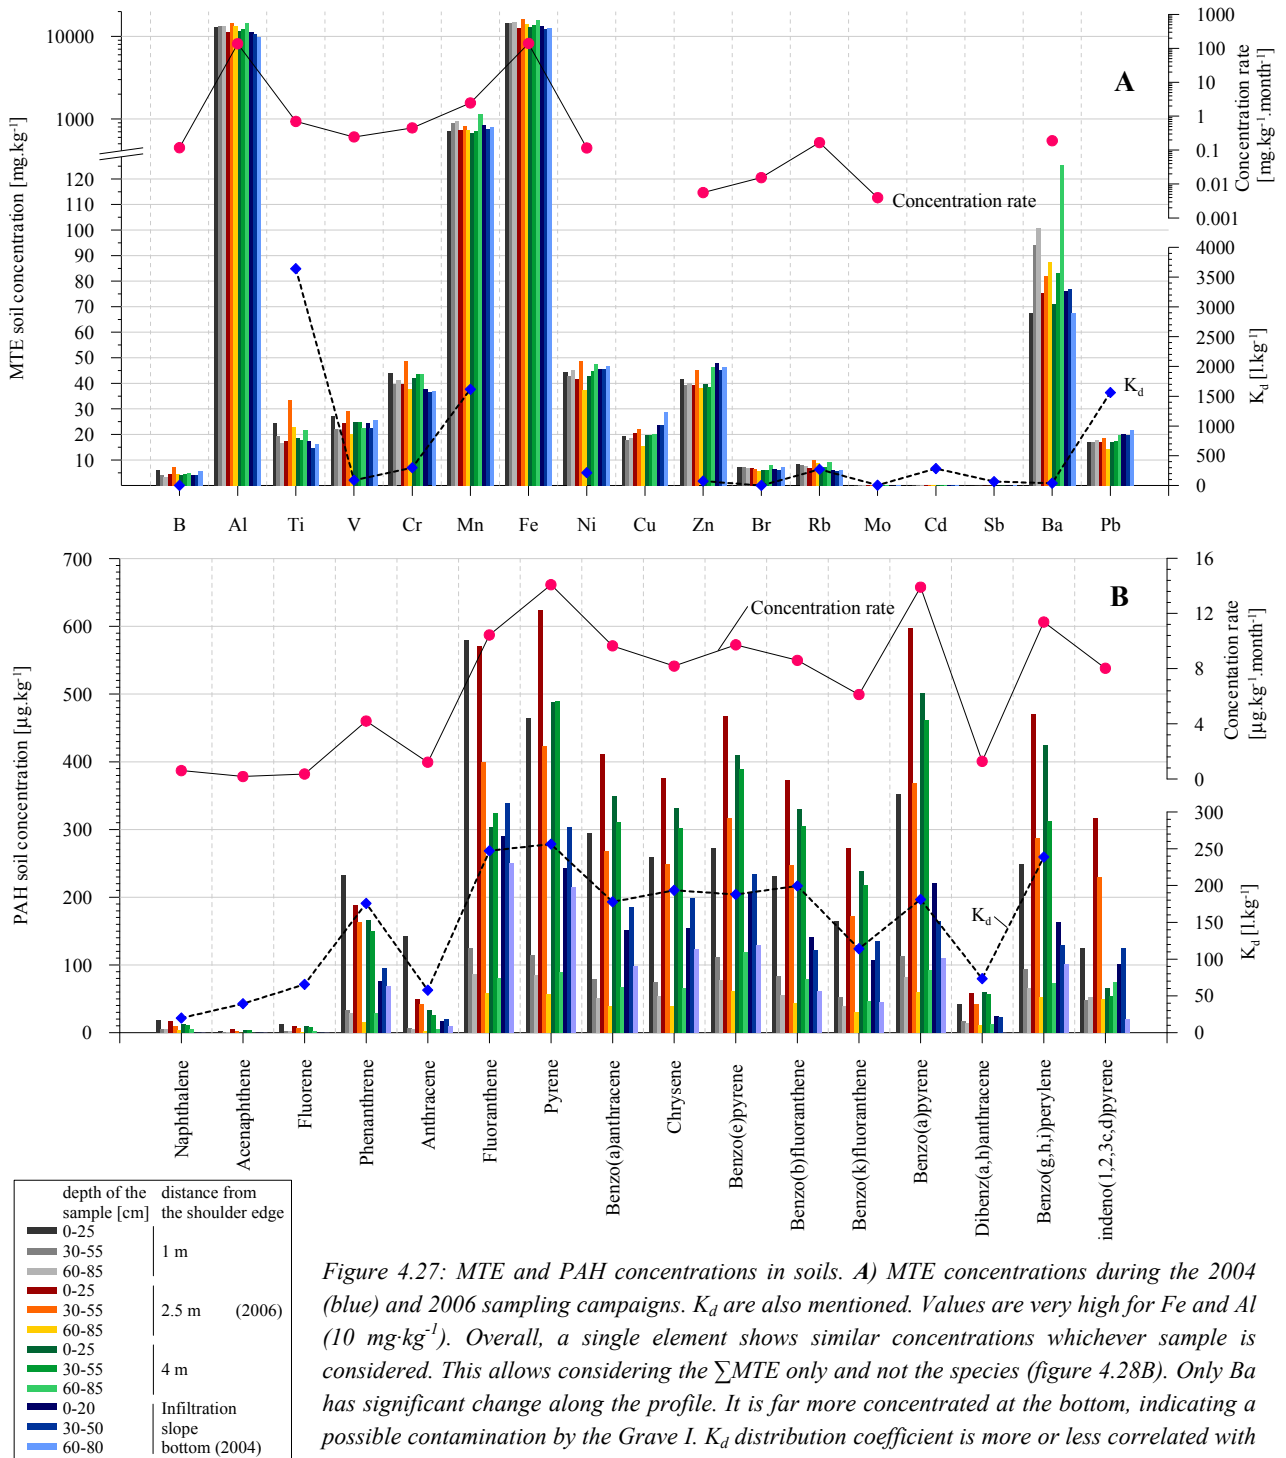 A
MTE soil concentration [mg.kg⁻¹]
10000
1000
120
110
100
90
80
70
60
50
40
30
20
10
1000
100
10
1
0.1
0.01
0.001
Concentration rate
[mg.kg⁻¹.month⁻¹]
Concentration rate
4000
3500
3000
2500
2000
1500
1000
500
0
K_d [l.kg⁻¹]
K_d
B Al Ti V Cr Mn Fe Ni Cu Zn Br Rb Mo Cd Sb Ba Pb
B
PAH soil concentration [µg.kg⁻¹]
700
600
500
400
300
200
100
0
16
12
8
4
0
Concentation rate
[µg.kg⁻¹.month⁻¹]
Concentration rate
300
250
200
150
100
50
0
K_d [l.kg⁻¹]
K_d
Naphthalene
Acenaphthene
Fluorene
Phenanthrene
Anthracene
Fluoranthene
Pyrene
Benzo(a)anthracene
Chrysene
Benzo(e)pyrene
Benzo(b)fluoranthene
Benzo(k)fluoranthene
Benzo(a)pyrene
Dibenz(a,h)anthracene
Benzo(g,h,i)perylene
indeno(1,2,3c,d)pyrene
depth of the distance from
sample [cm] the shoulder edge
0-25
30-55 1 m
60-85
0-25
30-55 2.5 m (2006)
60-85
0-25
30-55 4 m
60-85
0-20 Infiltration
30-50 slope
60-80 bottom (2004)
Figure 4.27: MTE and PAH concentrations in soils. A) MTE concentrations during the 2004
(blue) and 2006 sampling campaigns. K_d are also mentioned. Values are very high for Fe and Al
(10 mg·kg⁻¹). Overall, a single element shows similar concentrations whichever sample is
considered. This allows considering the ∑MTE only and not the species (figure 4.28B). Only Ba
has significant change along the profile. It is far more concentrated at the bottom, indicating a
possible contamination by the Grave I. K_d distribution coefficient is more or less correlated with